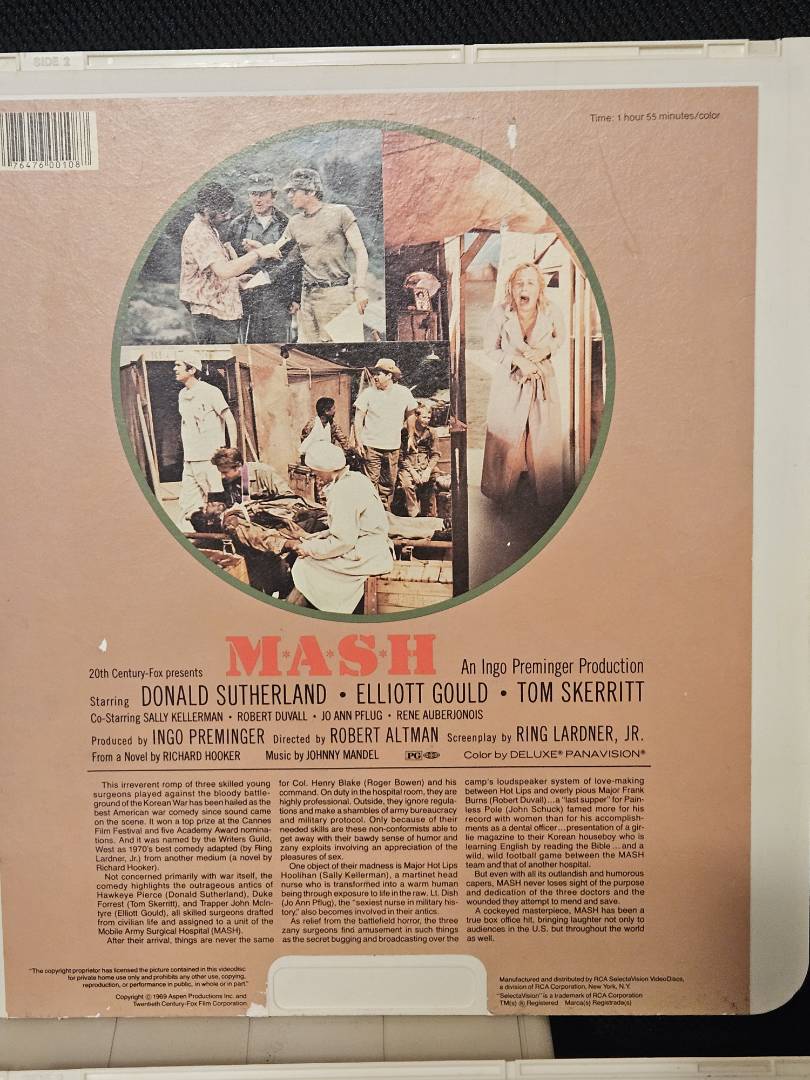 SIDE 2
76476 00108
Time: 1 hour 55 minutes/color
20th Century-Fox presents M*A*S*H An Ingo Preminger Production
Starring DONALD SUTHERLAND • ELLIOTT GOULD • TOM SKERRITT
Co-Starring SALLY KELLERMAN • ROBERT DUVALL • JO ANN PFLUG • RENE AUBERJONOIS
Produced by INGO PREMINGER Directed by ROBERT ALTMAN Screenplay by RING LARDNER, JR.
From a Novel by RICHARD HOOKER Music by JOHNNY MANDEL PG Color by DELUXE® PANAVISION®
This irreverent romp of three skilled young
surgeons played against the bloody battle-
ground of the Korean War has been hailed as the
best American war comedy since sound came
on the scene. It won a top prize at the Cannes
Film Festival and five Academy Award nomina-
tions. And it was named by the Writers Guild,
West as 1970's best comedy adapted (by Ring
Lardner, Jr.) from another medium (a novel by
Richard Hooker).
Not concerned primarily with war itself, the
comedy highlights the outrageous antics of
Hawkeye Pierce (Donald Sutherland), Duke
Forrest (Tom Skerritt), and Trapper John McIn-
tyre (Elliott Gould), all skilled surgeons drafted
from civilian life and assigned to a unit of the
Mobile Army Surgical Hospital (MASH).
After their arrival, things are never the same
for Col. Henry Blake (Roger Bowen) and his
command. On duty in the hospital room, they are
highly professional. Outside, they ignore regula-
tions and make a shambles of army bureaucracy
and military protocol. Only because of their
needed skills are these non-conformists able to
get away with their bawdy sense of humor and
zany exploits involving an appreciation of the
pleasures of sex.
One object of their madness is Major Hot Lips
Hoolihan (Sally Kellerman), a martinet head
nurse who is transformed into a warm human
being through exposure to life in the raw. Lt. Dish
(Jo Ann Pflug), the "sexiest nurse in military his-
tory," also becomes involved in their antics.
As relief from the battlefield horror, the three
zany surgeons find amusement in such things
as the secret bugging and broadcasting over the
camp's loudspeaker system of love-making
between Hot Lips and overly pious Major Frank
Burns (Robert Duvall)...a "last supper" for Pain-
less Pole (John Schuck) famed more for his
record with women than for his accomplish-
ments as a dental officer...presentation of a gir-
lie magazine to their Korean houseboy who is
learning English by reading the Bible...and a
wild, wild football game between the MASH
team and that of another hospital.
But even with all its outlandish and humorous
capers, MASH never loses sight of the purpose
and dedication of the three doctors and the
wounded they attempt to mend and save.
A cockeyed masterpiece, MASH has been a
true box office hit, bringing laughter not only to
audiences in the U.S. but throughout the world
as well.
"The copyright proprietor has licensed the picture contained in this videodisc
for private home use only and prohibits any other use, copying,
reproduction, or performance in public, in whole or in part."
Copyright © 1969 Aspen Productions Inc. and
Twentieth Century-Fox Film Corporation
Manufactured and distributed by RCA SelectaVision VideoDiscs,
a division of RCA Corporation, New York, N.Y.
"SelectaVision" is a trademark of RCA Corporation
TM(s) ® Registered Marca(s) Registrada(s)